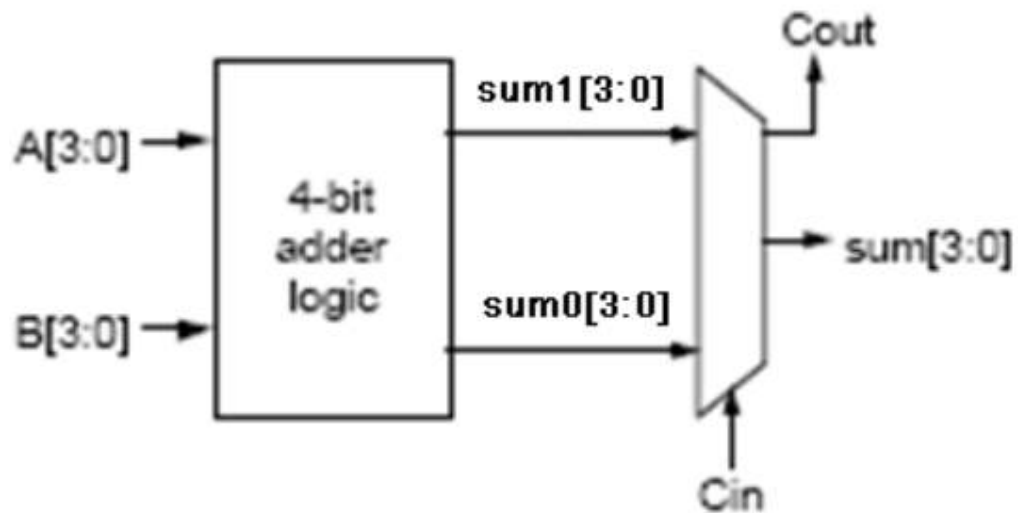 Cout
sum1[3:0]
A[3:0]
4-bit
adder
logic
sum[3:0]
sum0[3:0]
B[3:0]
Cin